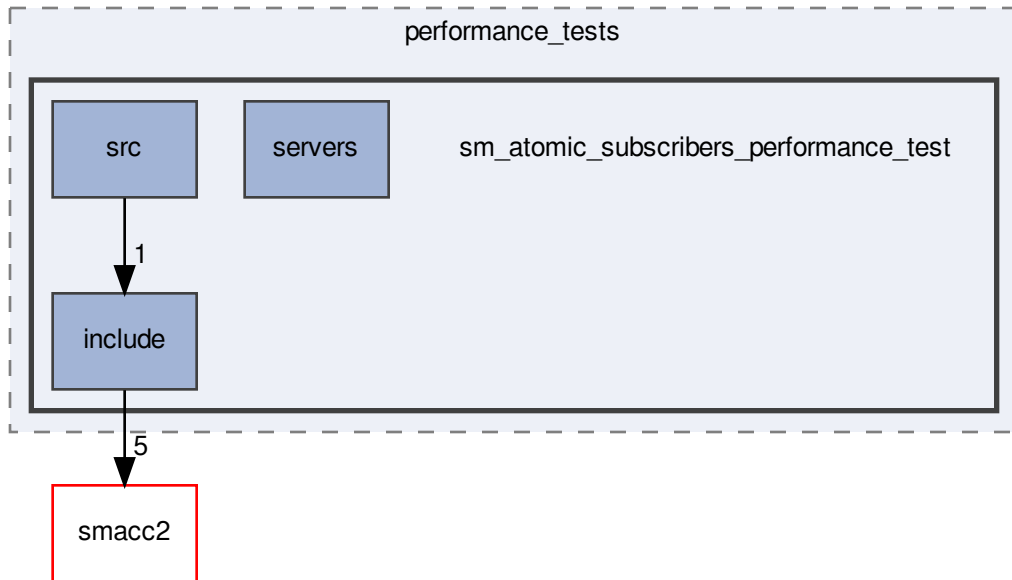 performance_tests
src
servers
sm_atomic_subscribers_performance_test
1
include
5
smacc2